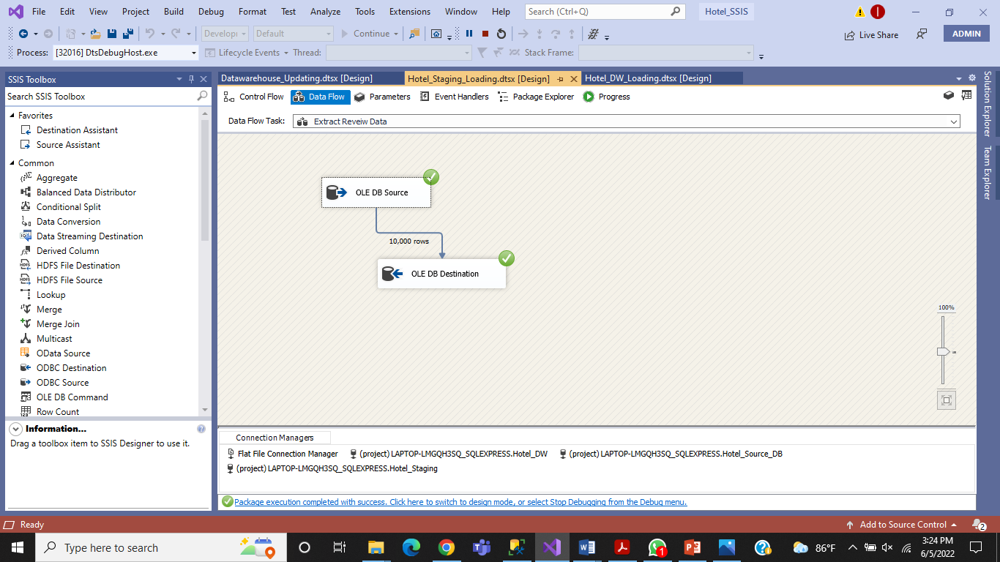 File Edit View Project Build Debug Format Test Analyze Tools Extensions Window Help Search (Ctrl+Q) Hotel_SSIS
Develop Default Continue Live Share ADMIN
Process: [32016] DtsDebugHost.exe Lifecycle Events Thread: Stack Frame:
SSIS Toolbox
Search SSIS Toolbox
Favorites
Destination Assistant
Source Assistant
Common
Aggregate
Balanced Data Distributor
Conditional Split
Data Conversion
Data Streaming Destination
Derived Column
HDFS File Destination
HDFS File Source
Lookup
Merge
Merge Join
Multicast
OData Source
ODBC Destination
ODBC Source
OLE DB Command
Row Count
Information...
Drag a toolbox item to SSIS Designer to use it.
Datawarehouse_Updating.dtsx [Design] Hotel_Staging_Loading.dtsx [Design] Hotel_DW_Loading.dtsx [Design]
Control Flow Data Flow Parameters Event Handlers Package Explorer Progress
Data Flow Task: Extract Reveiw Data
OLE DB Source
10,000 rows
OLE DB Destination
100%
Connection Managers
Flat File Connection Manager (project) LAPTOP-LMGQH3SQ_SQLEXPRESS.Hotel_DW (project) LAPTOP-LMGQH3SQ_SQLEXPRESS.Hotel_Source_DB
(project) LAPTOP-LMGQH3SQ_SQLEXPRESS.Hotel_Staging
Package execution completed with success. Click here to switch to design mode, or select Stop Debugging from the Debug menu.
Solution Explorer
Team Explorer
Ready Add to Source Control 2
Type here to search 1 86°F 3:24 PM
6/5/2022